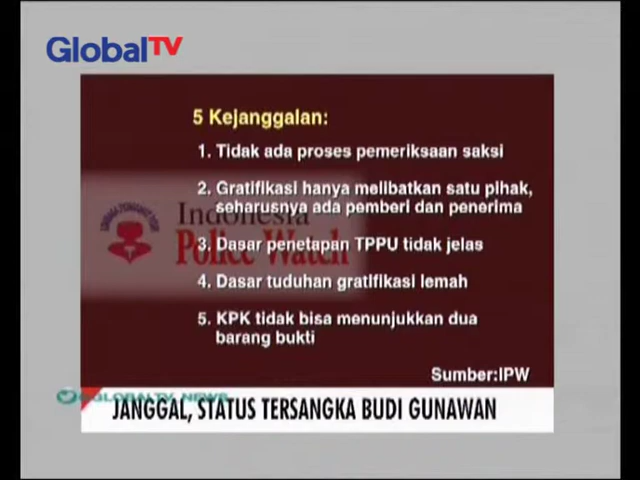 GlobalTV
5 Kejanggalan:
1. Tidak ada proses pemeriksaan saksi
2. Gratifikasi hanya melibatkan satu pihak,
seharusnya ada pemberi dan penerima
Indonesia
Police Watch
3. Dasar penetapan TPPU tidak jelas
4. Dasar tuduhan gratifikasi lemah
5. KPK tidak bisa menunjukkan dua
barang bukti
Sumber:IPW
GLOBALTV NEWS
JANGGAL, STATUS TERSANGKA BUDI GUNAWAN